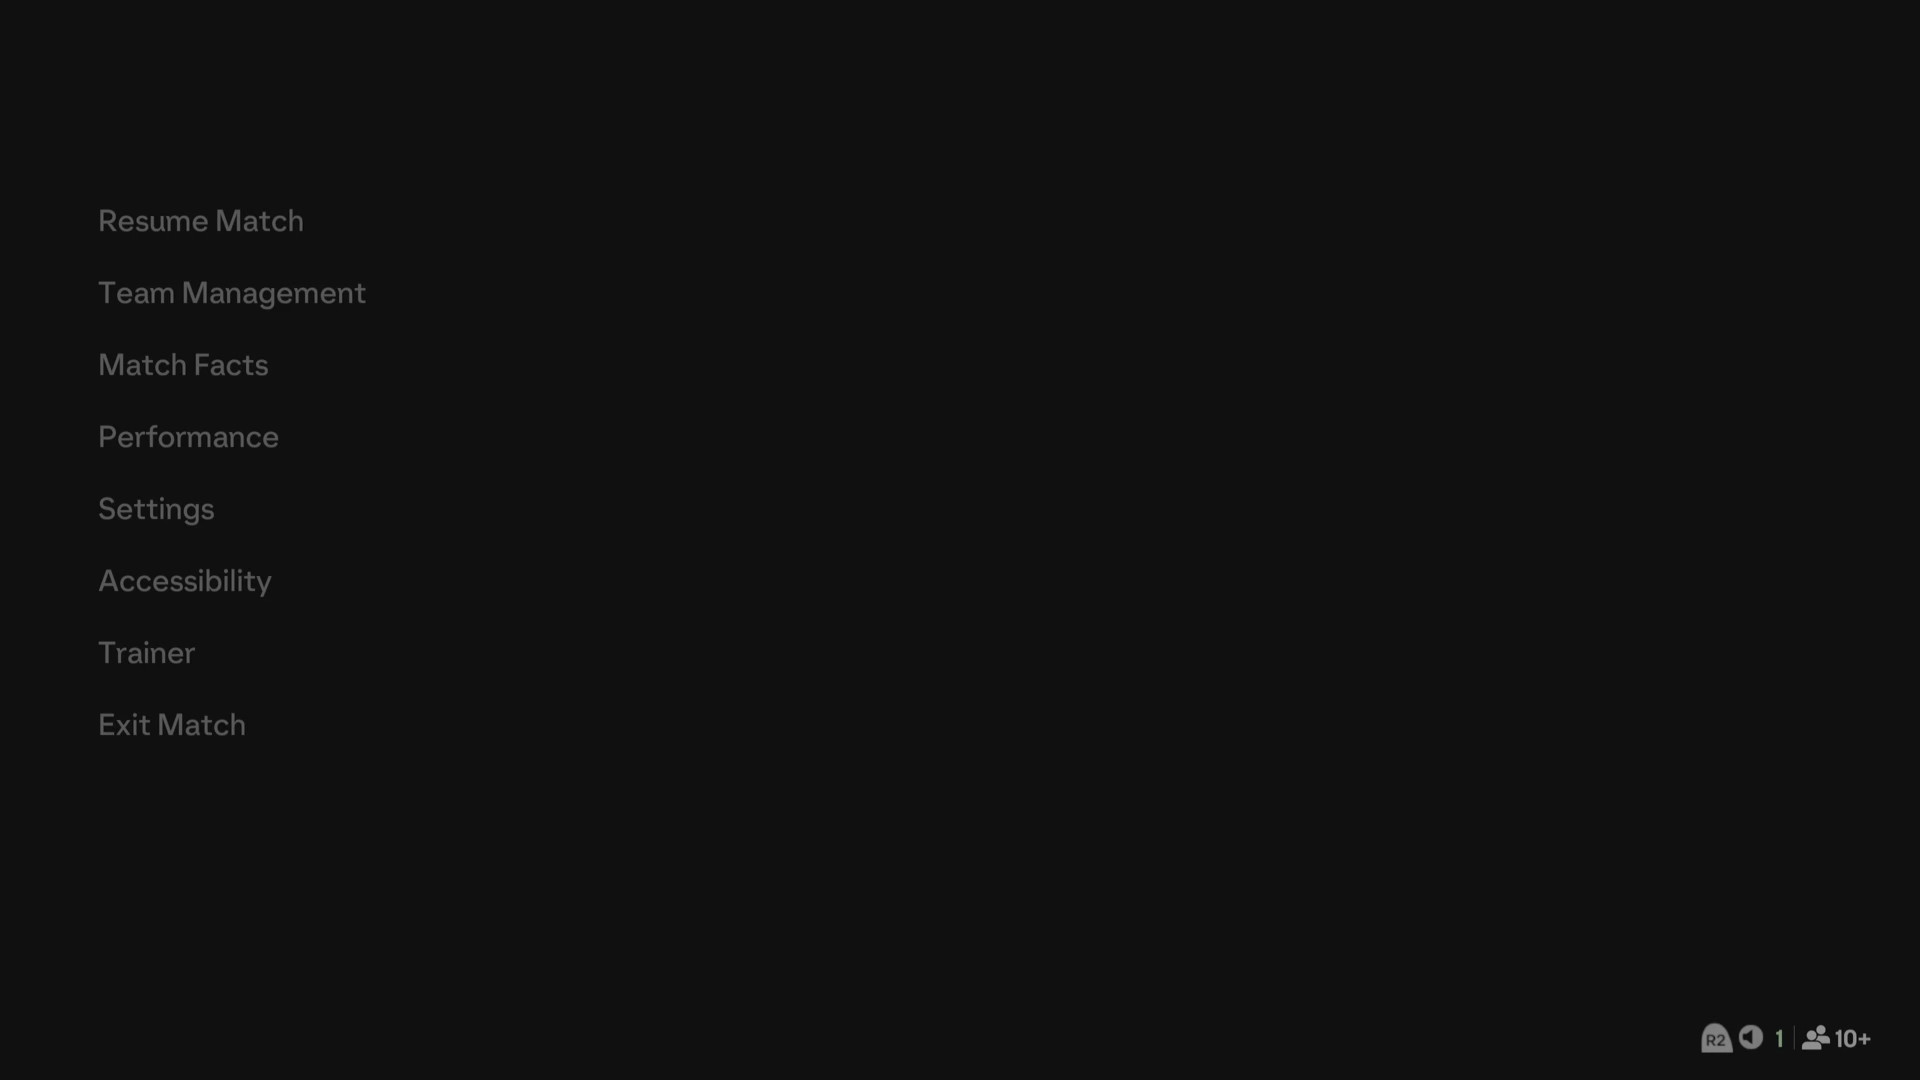 Resume Match
Team Management
Match Facts
Performance
Settings
Accessibility
Trainer
Exit Match
R2 1 10+